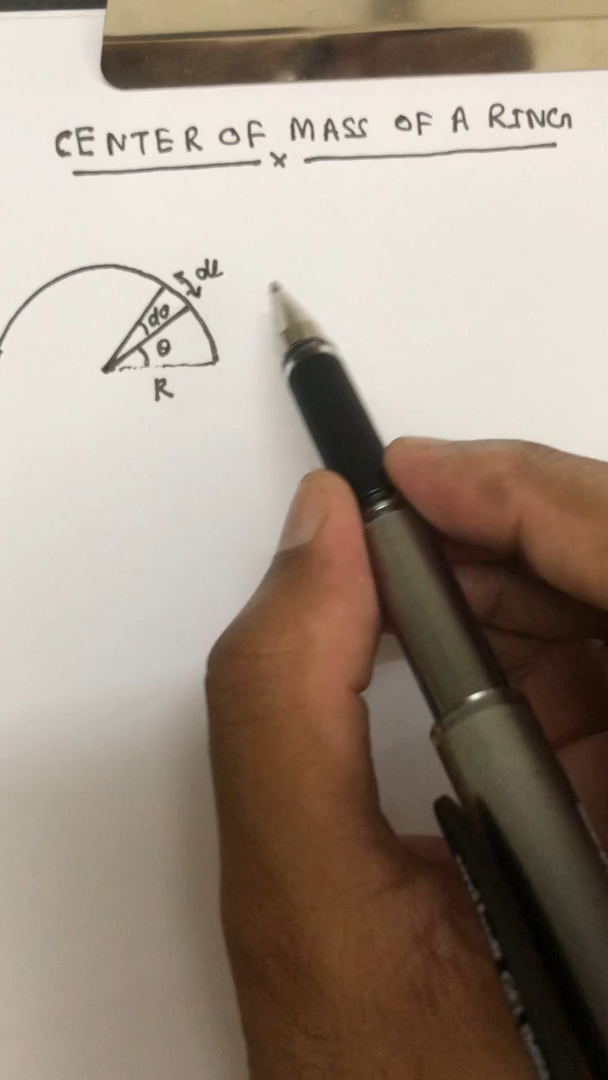 CENTER OF MASS OF A RING
x
dl
dθ
θ
R